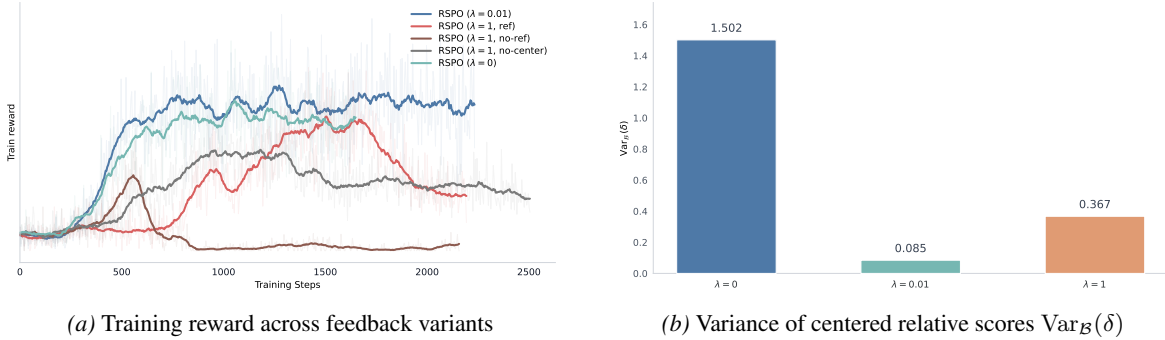 RSPO (λ = 0.01)
RSPO (λ = 1, ref)
RSPO (λ = 1, no-ref)
RSPO (λ = 1, no-center)
RSPO (λ = 0)
Train reward
0 500 1000 1500 2000 2500
Training Steps
(a) Training reward across feedback variants
1.6
1.4
1.2
1.0
0.8
0.6
0.4
0.2
0.0
Var_ℬ(δ)
1.502
0.085
0.367
λ = 0 λ = 0.01 λ = 1
(b) Variance of centered relative scores Var_ℬ(δ)